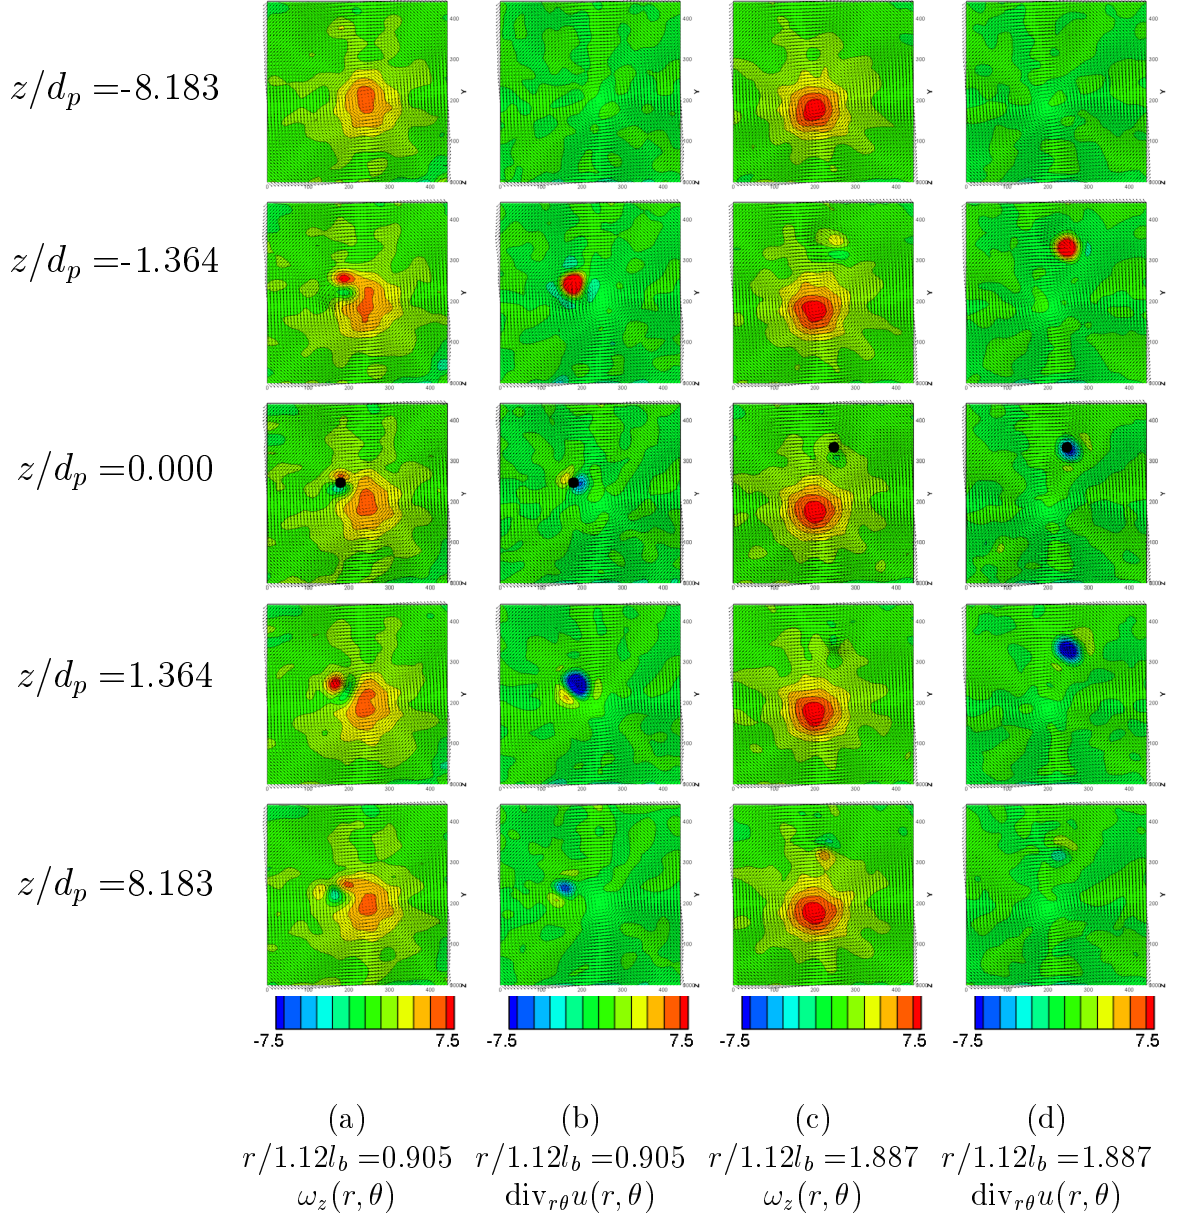 z/d_p =-8.183
z/d_p =-1.364
z/d_p =0.000
z/d_p =1.364
z/d_p =8.183
-7.5 7.5 -7.5 7.5 -7.5 7.5 -7.5 7.5
(a) (b) (c) (d)
r/1.12l_b =0.905 r/1.12l_b =0.905 r/1.12l_b =1.887 r/1.12l_b =1.887
ω_z(r, θ) div_{rθ}u(r, θ) ω_z(r, θ) div_{rθ}u(r, θ)